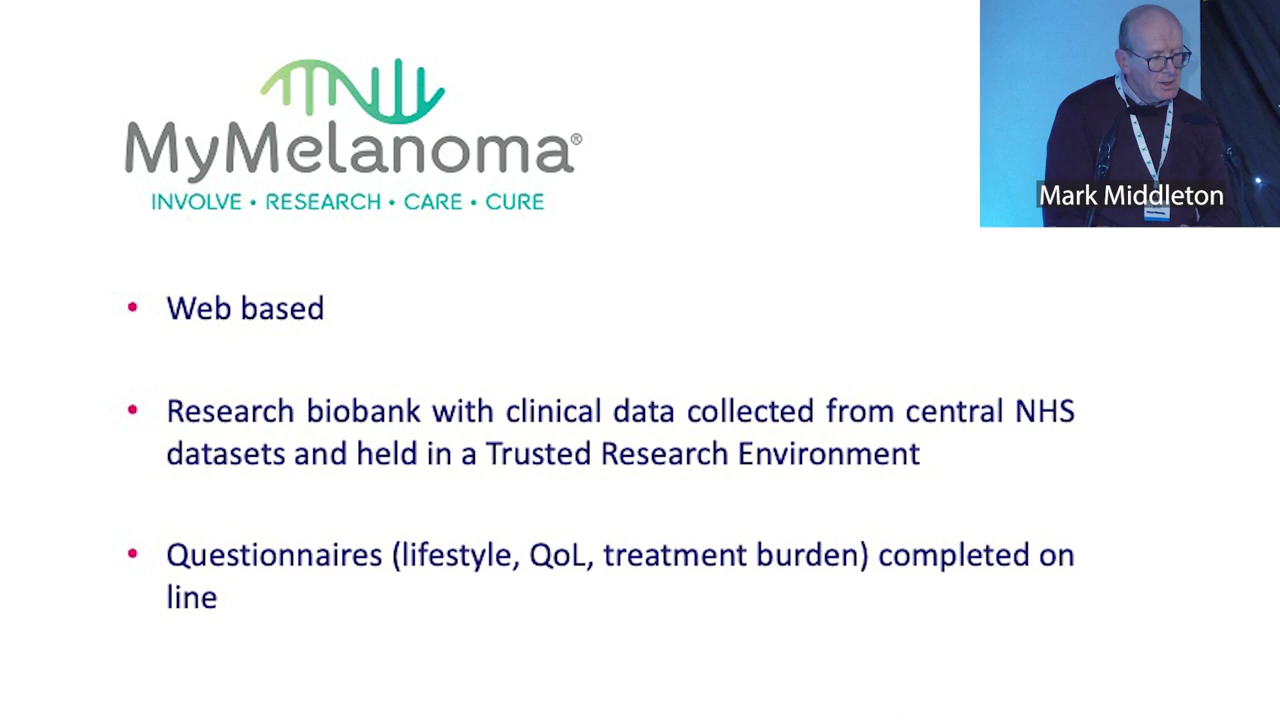 MyMelanoma®
INVOLVE • RESEARCH • CARE • CURE
Mark Middleton
• Web based
• Research biobank with clinical data collected from central NHS
datasets and held in a Trusted Research Environment
• Questionnaires (lifestyle, QoL, treatment burden) completed on
line